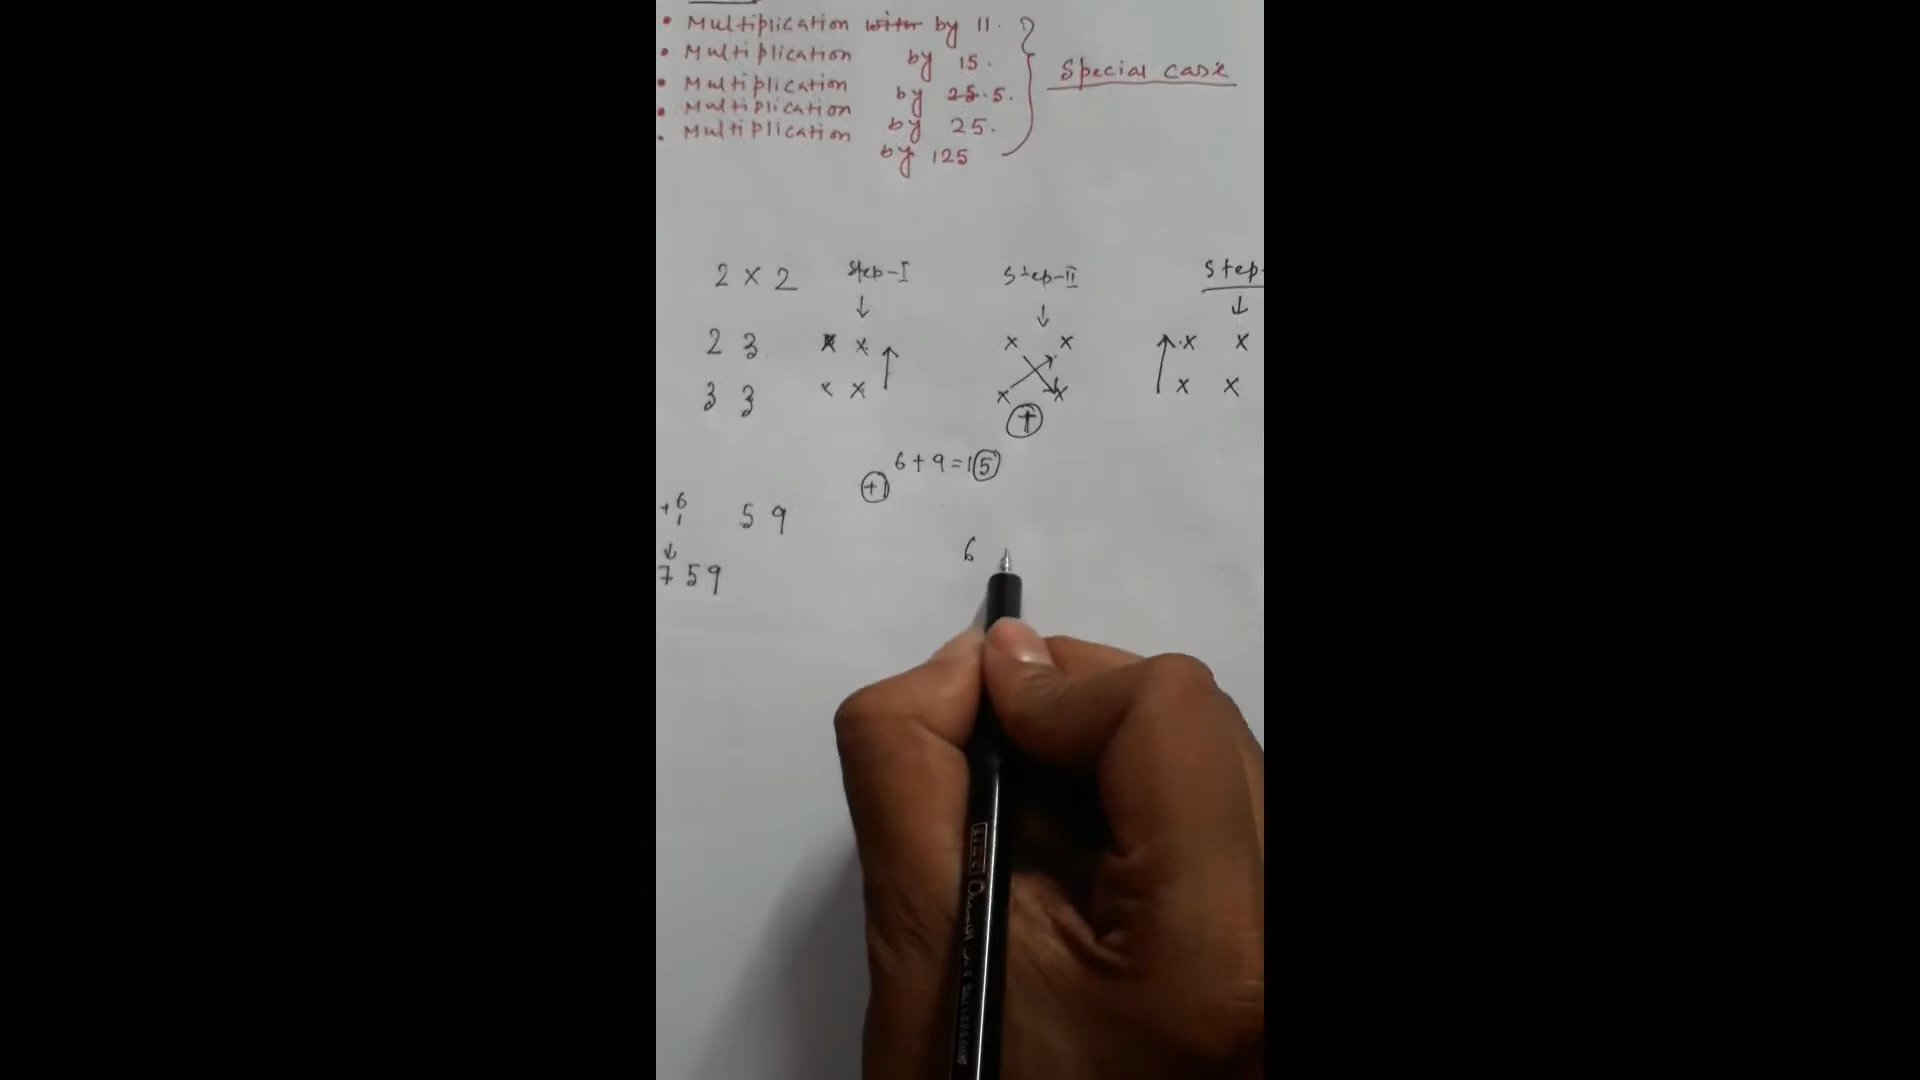 • Multiplication with by 11.
• Multiplication by 15.
• Multiplication by 25. 5.
• Multiplication by 25.
• Multiplication by 125
Special case
2 × 2 Step-I Step-II Step-
↓ ↓ ↓
2 3 × × × × × ×
3 3 × × × × × ×
+
6+9=15
+1
+6
1 5 9
↓ 6
7 5 9